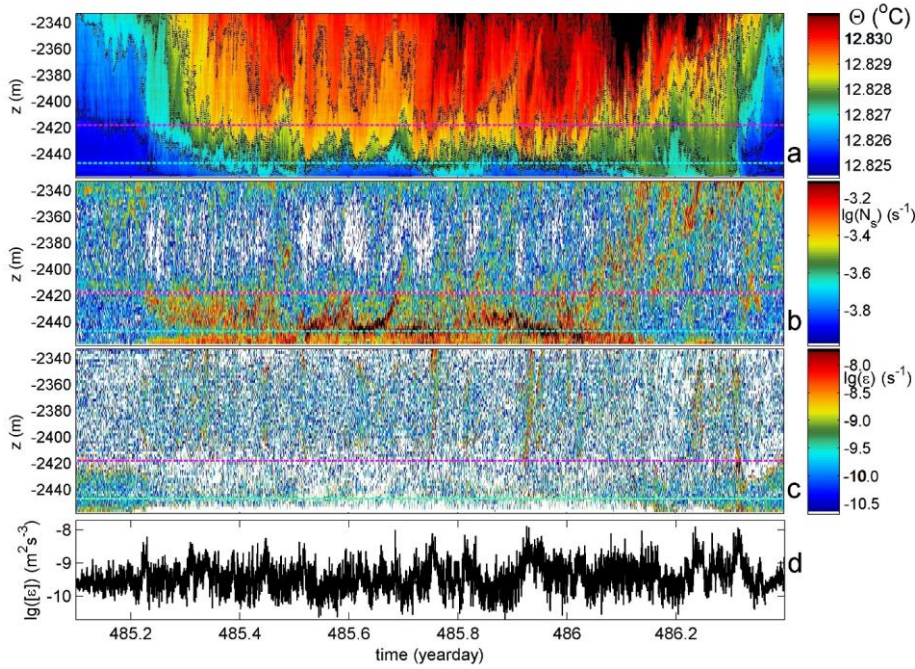 Θ (°C)
-2340
-2360
-2380
-2400
-2420
-2440
z (m)
12.830
12.829
12.828
12.827
12.826
12.825
a
-2340
-2360
-2380
-2400
-2420
-2440
z (m)
-3.2
lg(N_s) (s⁻¹)
-3.4
-3.6
-3.8
b
-2340
-2360
-2380
-2400
-2420
-2440
z (m)
-8.0
lg(ε) (s⁻¹)
-8.5
-9.0
-9.5
-10.0
-10.5
c
-8
-9
-10
lg([ε]) (m²s⁻³)
d
485.2 485.4 485.6 485.8 486 486.2
time (yearday)